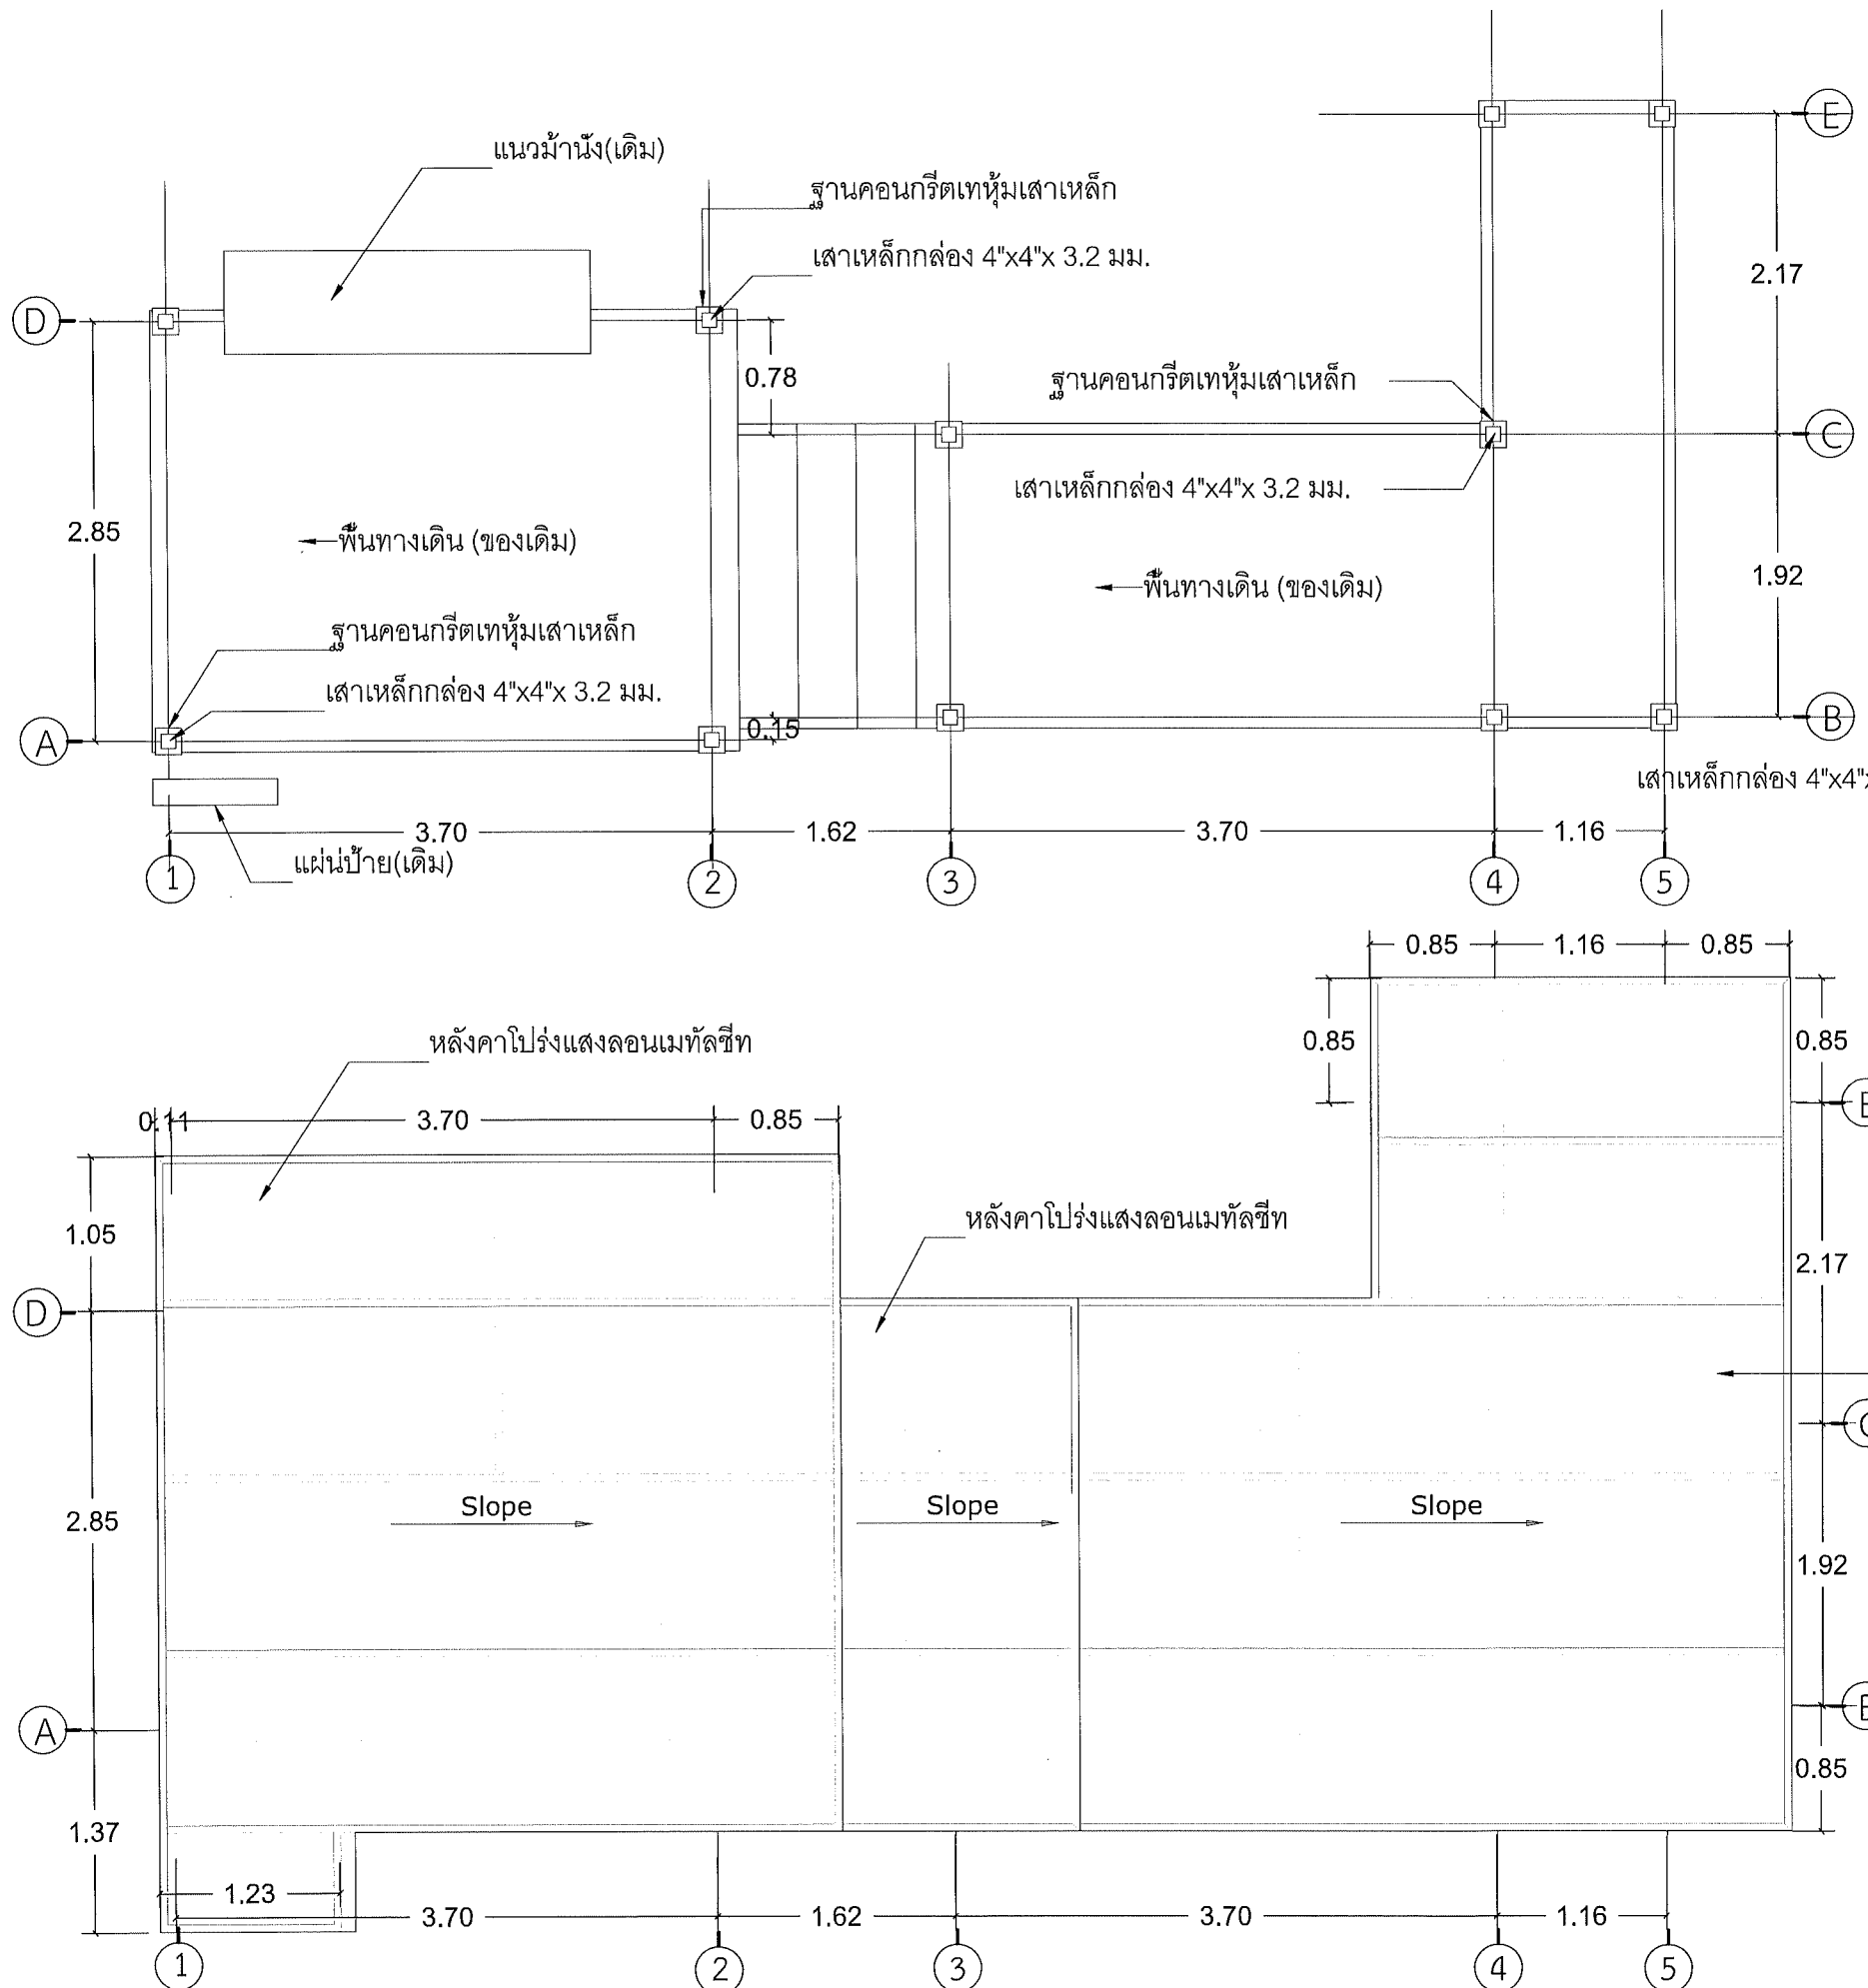 E
แนวม้านั่ง(เดิม)
ฐานคอนกรีตเทหุ้มเสาเหล็ก
เสาเหล็กกล่อง 4"x4"x 3.2 มม.
2.17
D
0.78
ฐานคอนกรีตเทหุ้มเสาเหล็ก
C
เสาเหล็กกล่อง 4"x4"x 3.2 มม.
2.85
พื้นทางเดิน (ของเดิม)
พื้นทางเดิน (ของเดิม)
1.92
ฐานคอนกรีตเทหุ้มเสาเหล็ก
เสาเหล็กกล่อง 4"x4"x 3.2 มม.
A
0.15
B
เสาเหล็กกล่อง 4"x4"x
3.70 1.62 3.70 1.16
แผ่นป้าย(เดิม)
1 2 3 4 5
0.85 1.16 0.85
หลังคาโปร่งแสงลอนเมทัลชีท
0.85 0.85
0.11 3.70 0.85
1.05
หลังคาโปร่งแสงลอนเมทัลชีท
2.17
D
2.85
Slope Slope Slope
1.92
A
0.85
1.37
1.23
3.70 1.62 3.70 1.16
1 2 3 4 5